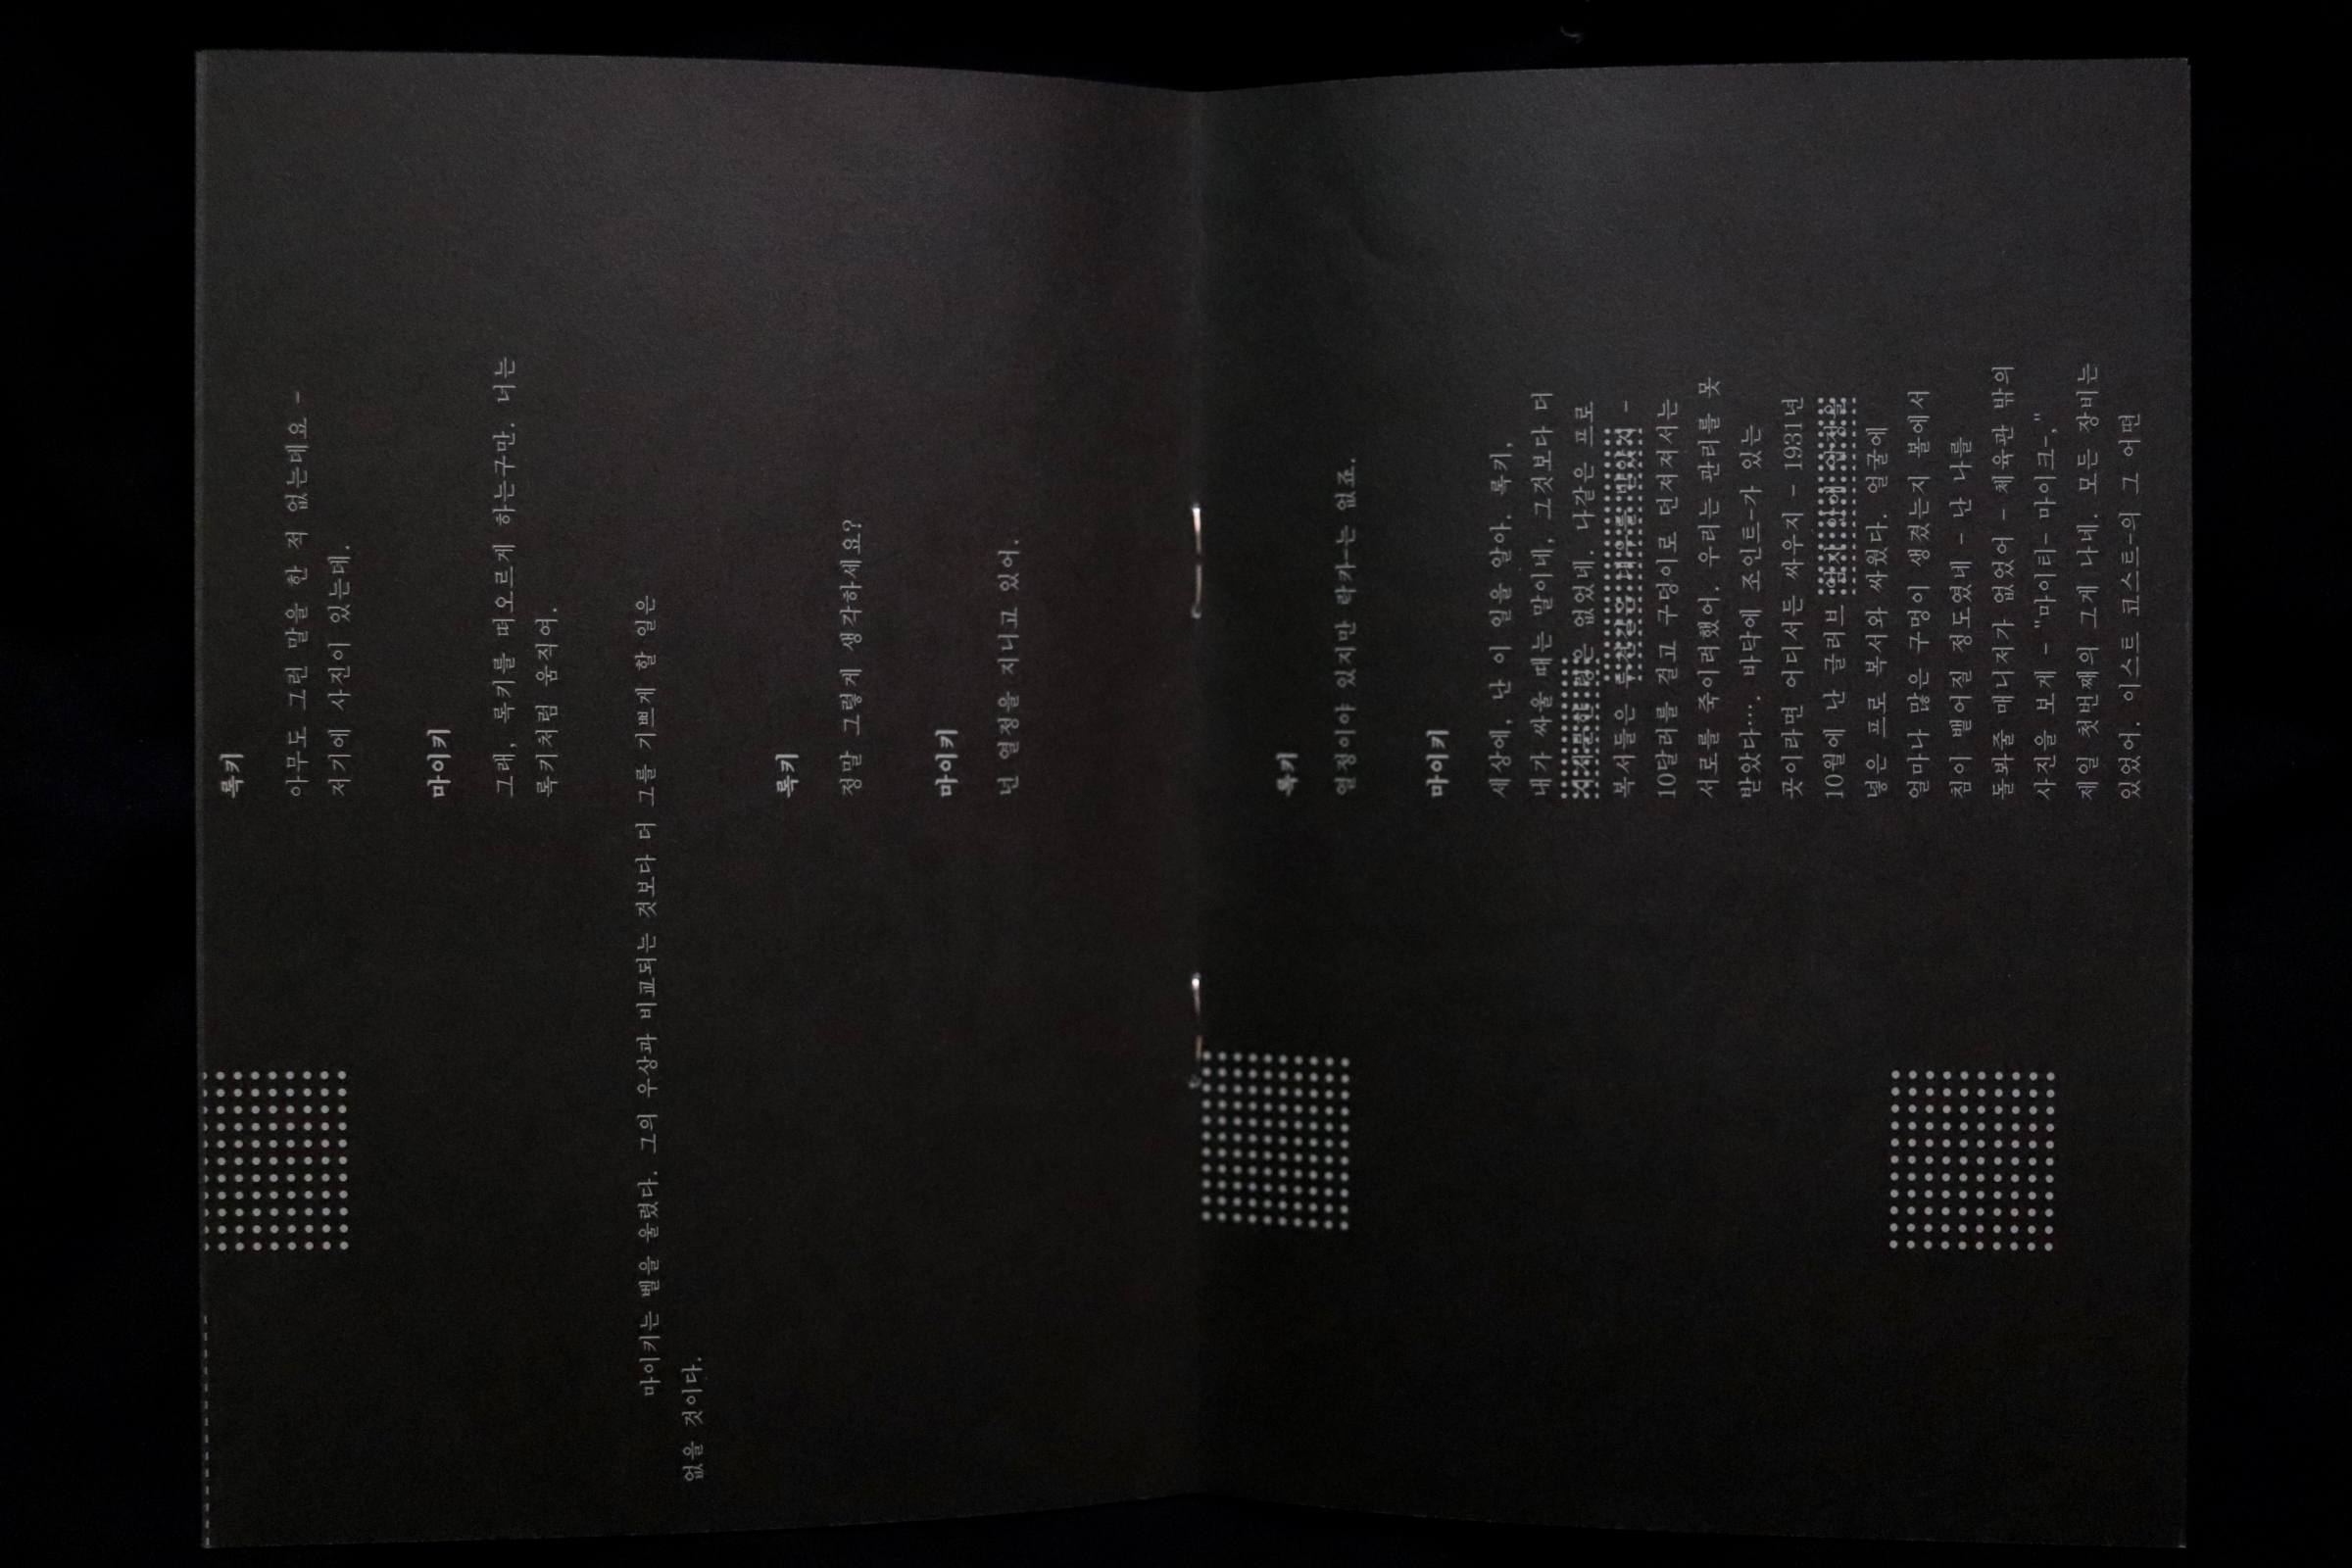 록키
아무도 그런 말을 한 적 없는데요 -
저기에 사진이 있는데.
마이키
그래, 록키를 떠오르게 하는구만. 너는
록키처럼 움직여.
마이키는 벨을 울렸다. 그의 우상과 비교되는 것보다 더 그를 기쁘게 할 일은
없을 것이다.
록키
정말 그렇게 생각하세요?
마이키
넌 열정을 지니고 있어.
록키
열정이야 있지만 락카-는 없죠.
마이키
세상에, 난 이 일을 알아. 록키,
내가 싸울 때는 말이네, 그것보다 더
없었네. 나같은 프로
복서들은 -
10달러를 걸고 구덩이로 던져져서는
서로를 죽이려했어. 우리는 관리를 못
받았다…. 바닥에 조인트-가 있는
곳이라면 어디서든 싸우지 - 1931년
10월에 난 글러브
넣은 프로 복서와 싸웠다. 얼굴에
얼마나 많은 구멍이 생겼는지 볼에서
침이 뱉어질 정도였네 - 난 나를
돌봐줄 매니저가 없었어 - 체육관 밖의
사진을 보게 - "마이티- 마이크-,"
제일 첫번째의 그게 나네. 모든 장비는
있었어. 이스트 코스트-의 그 어떤